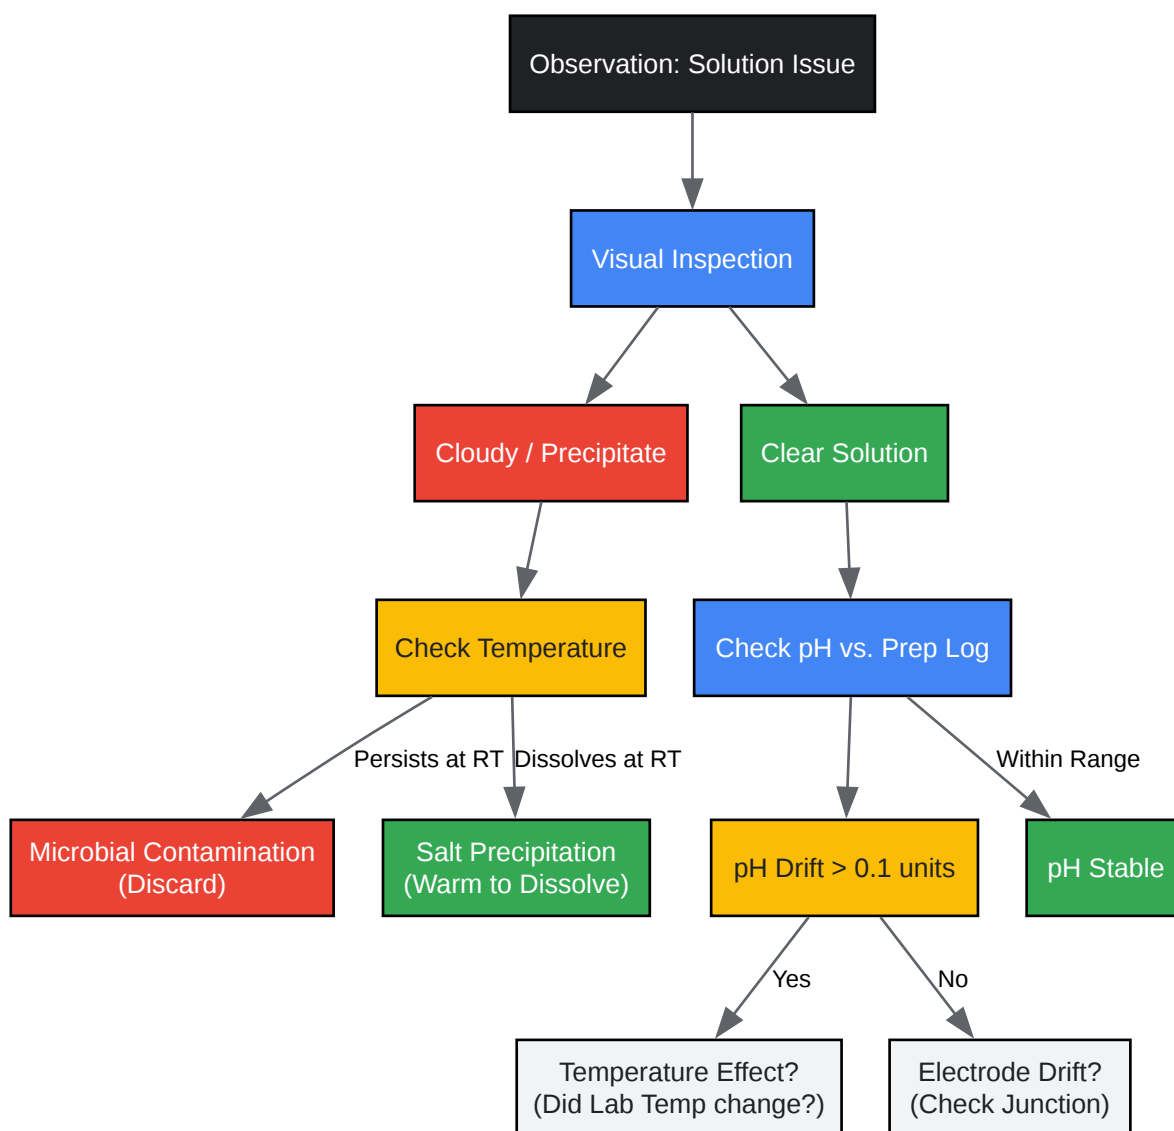 Observation: Solution Issue
Visual Inspection
Cloudy / Precipitate
Clear Solution
Check Temperature
Check pH vs. Prep Log
Persists at RT
Dissolves at RT
Within Range
Microbial Contamination
(Discard)
Salt Precipitation
(Warm to Dissolve)
pH Drift > 0.1 units
pH Stable
Yes
No
Temperature Effect?
(Did Lab Temp change?)
Electrode Drift?
(Check Junction)